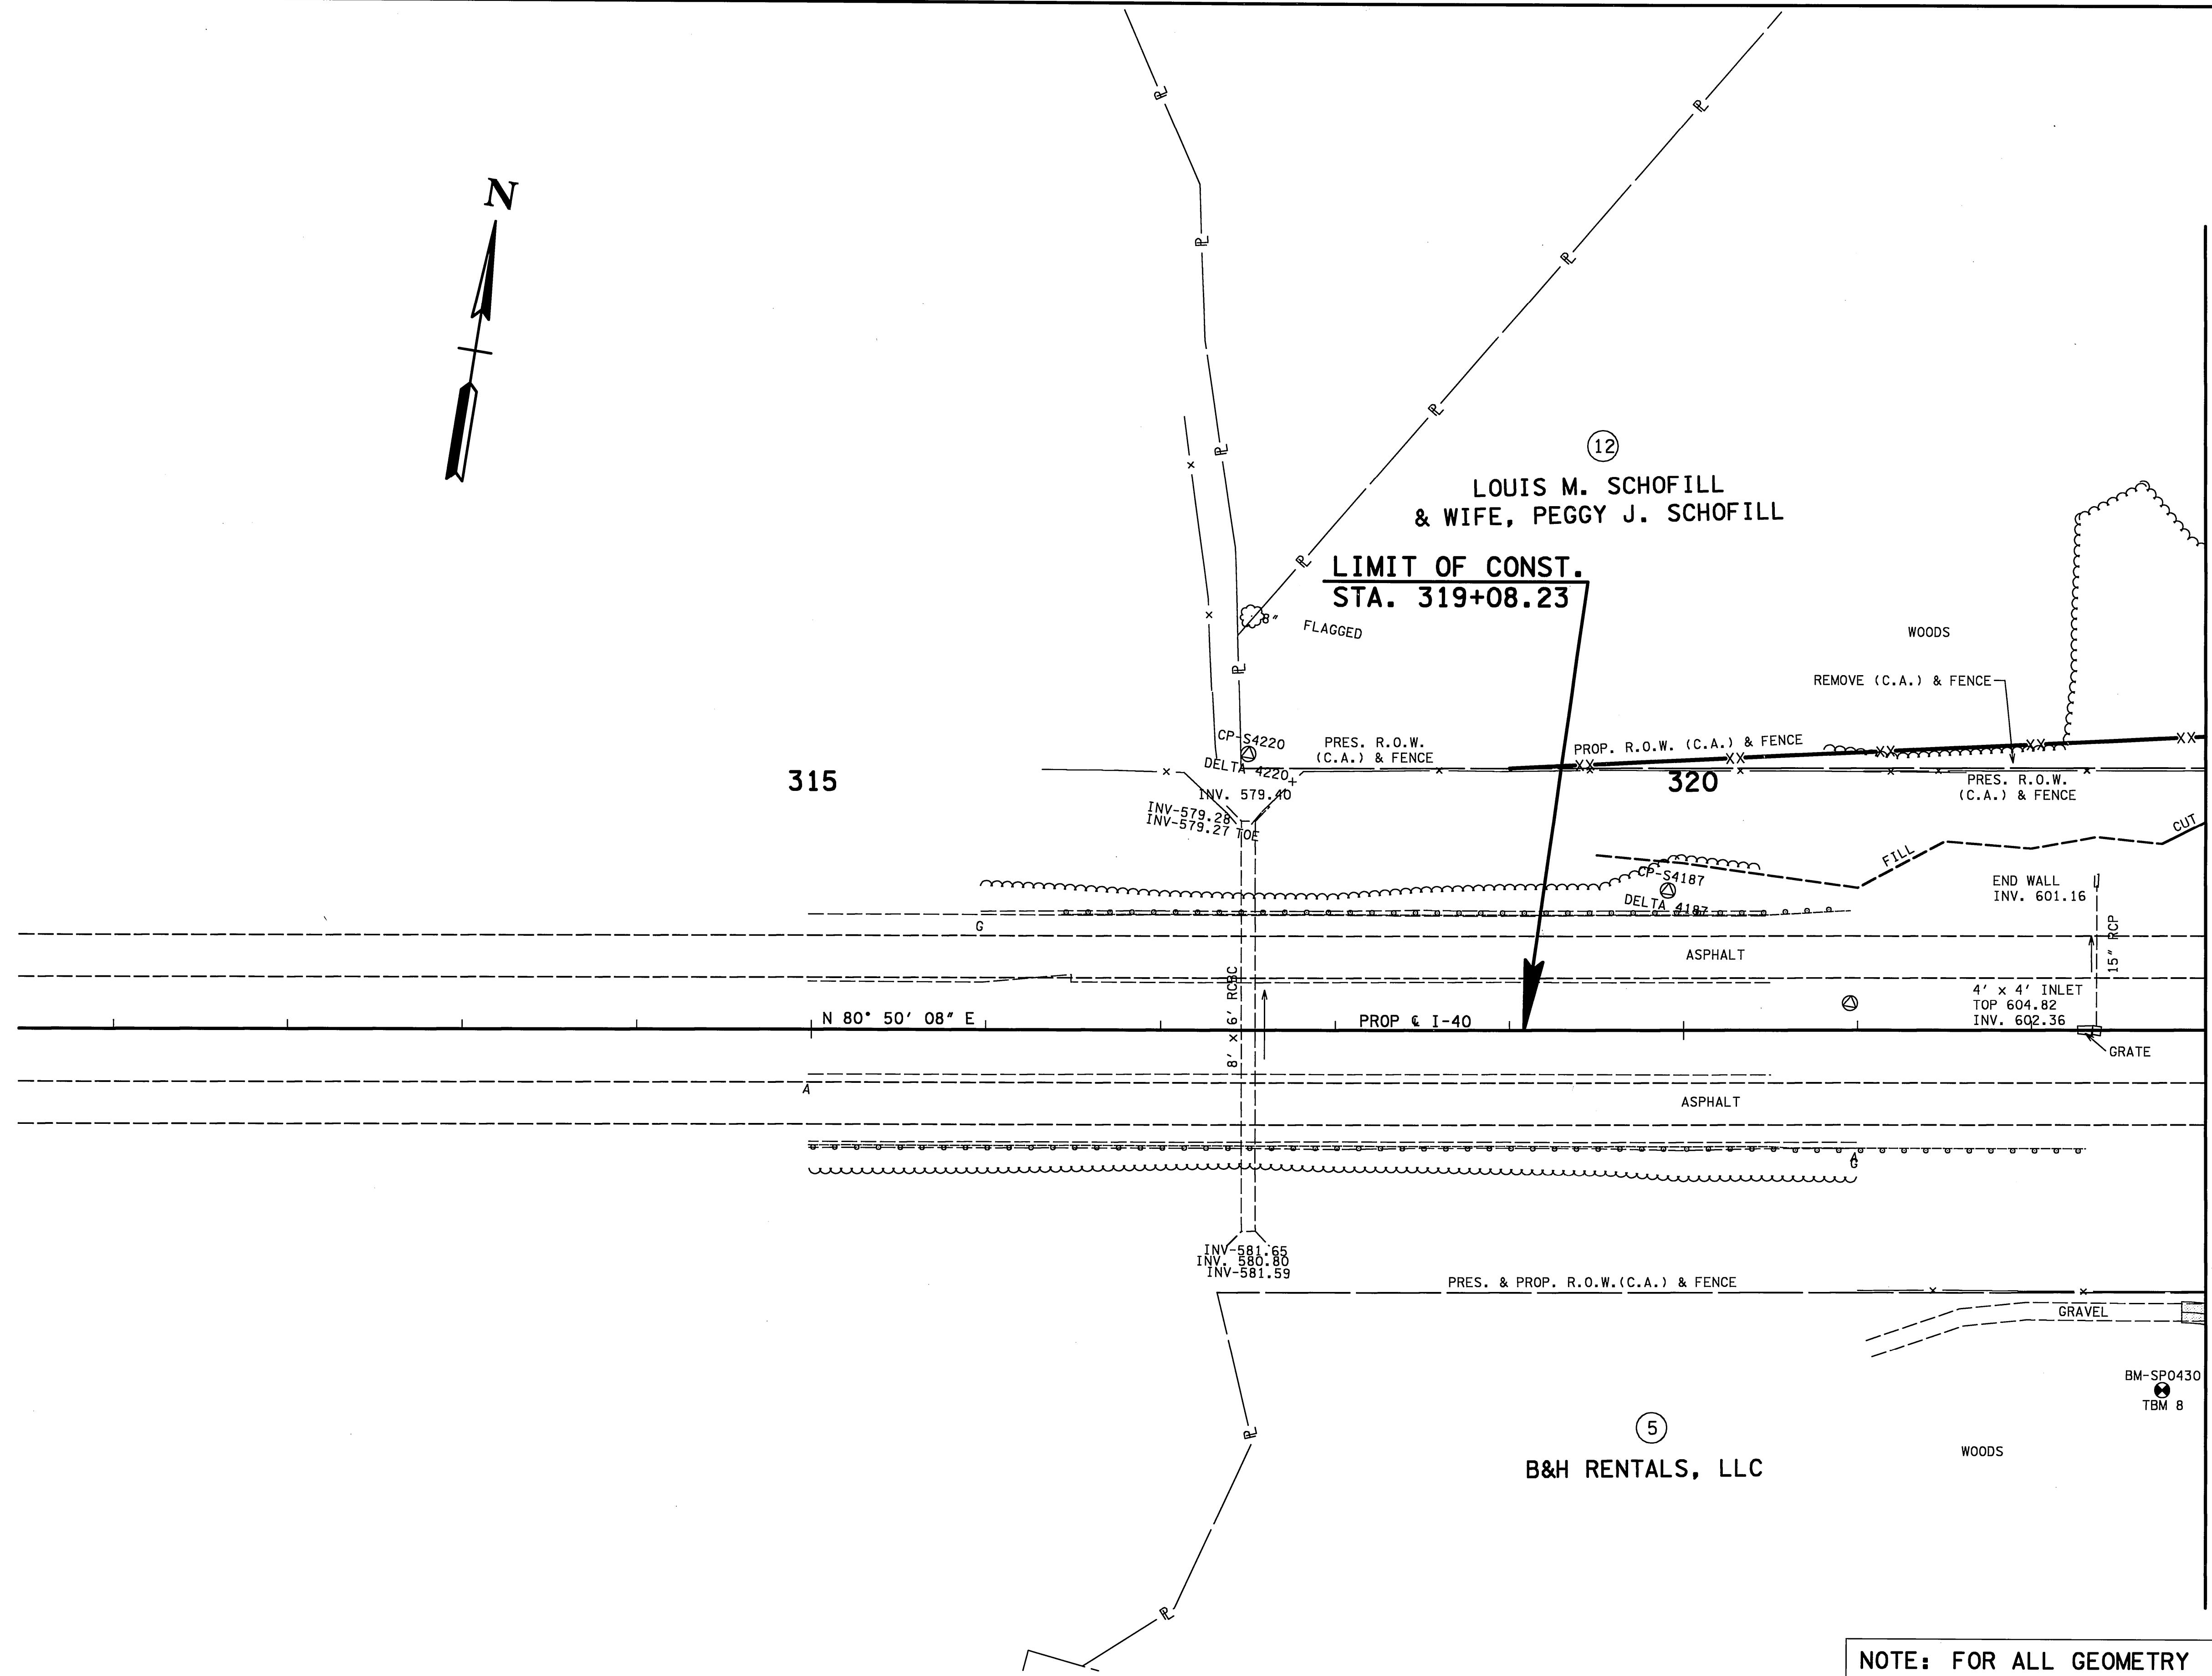 N
12
LOUIS M. SCHOFILL
& WIFE, PEGGY J. SCHOFILL
LIMIT OF CONST.
STA. 319+08.23
8"
FLAGGED
WOODS
REMOVE (C.A.) & FENCE
CP-S4220
DELTA 4220
PRES. R.O.W.
(C.A.) & FENCE
PROP. R.O.W. (C.A.) & FENCE
315
320
PRES. R.O.W.
(C.A.) & FENCE
INV. 579.40
INV-579.28
INV-579.27 TOE
CUT
FILL
CP-S4187
DELTA 4187
END WALL
INV. 601.16
15" RCP
G
ASPHALT
8' x 6' RCBC
4' x 4' INLET
TOP 604.82
INV. 602.36
N 80° 50' 08" E
PROP ℄ I-40
GRATE
A
ASPHALT
A
G
INV-581.65
INV. 580.80
INV-581.59
PRES. & PROP. R.O.W.(C.A.) & FENCE
GRAVEL
BM-SP0430
TBM 8
5
B&H RENTALS, LLC
WOODS
NOTE: FOR ALL GEOMETRY